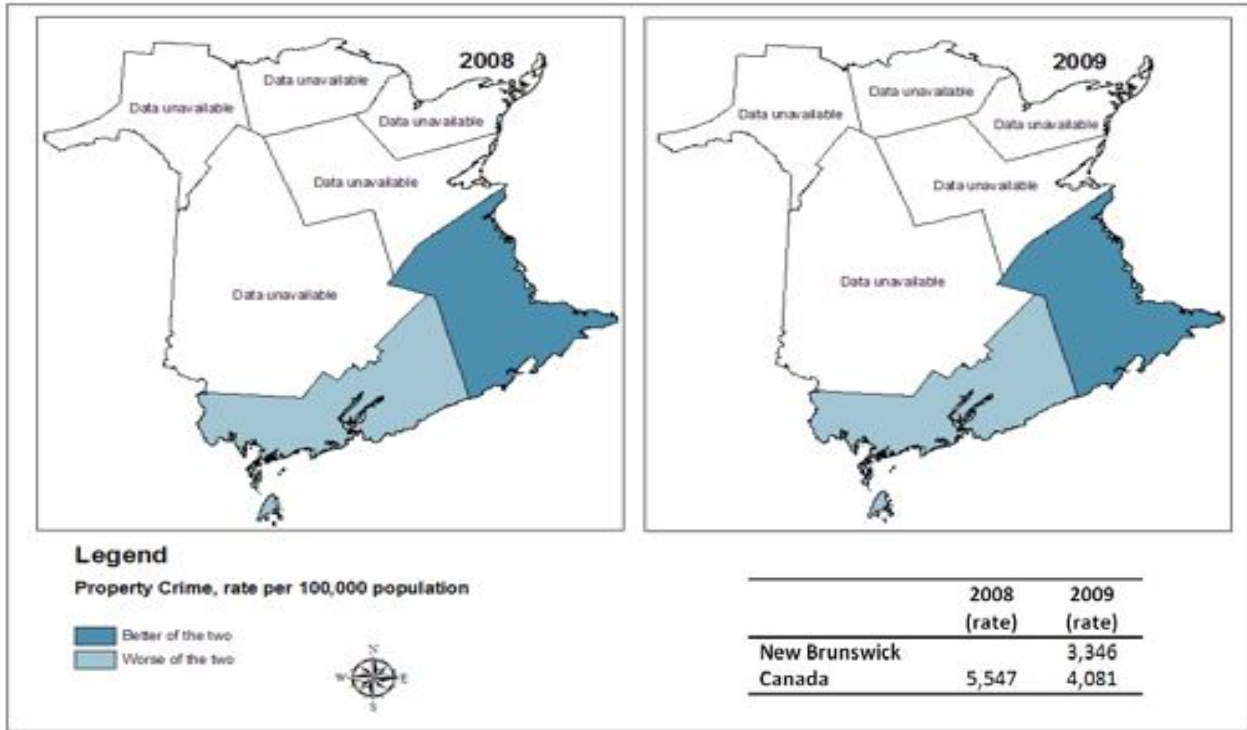 2008
Data unavailable
Data unavailable
Data unavailable
Data unavailable
Data unavailable
2009
Data unavailable
Data unavailable
Data unavailable
Data unavailable
Data unavailable
Legend
Property Crime, rate per 100,000 population
Better of the two
Worse of the two
N
W E
S
2008 2009
(rate) (rate)
New Brunswick 3,346
Canada 5,547 4,081